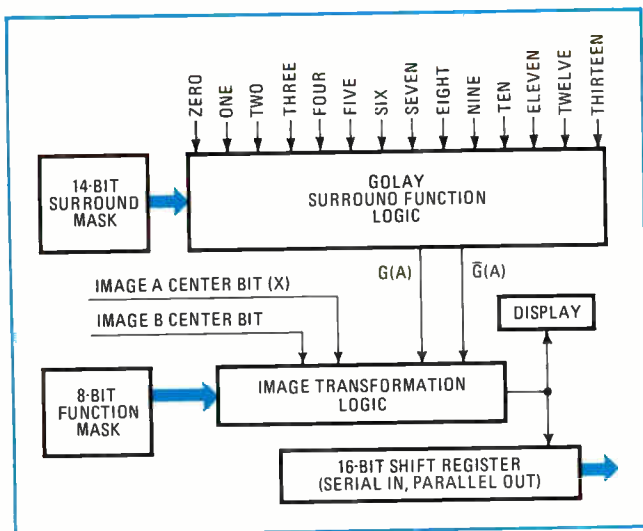 ZERO
ONE
TWO
THREE
FOUR
FIVE
SIX
SEVEN
EIGHT
NINE
TEN
ELEVEN
TWELVE
THIRTEEN
14-BIT
SURROUND
MASK
GOLAY
SURROUND FUNCTION
LOGIC
G(A)
G̅(A)
IMAGE A CENTER BIT (X)
IMAGE B CENTER BIT
DISPLAY
8-BIT
FUNCTION
MASK
IMAGE TRANSFORMATION
LOGIC
16-BIT SHIFT REGISTER
(SERIAL IN, PARALLEL OUT)